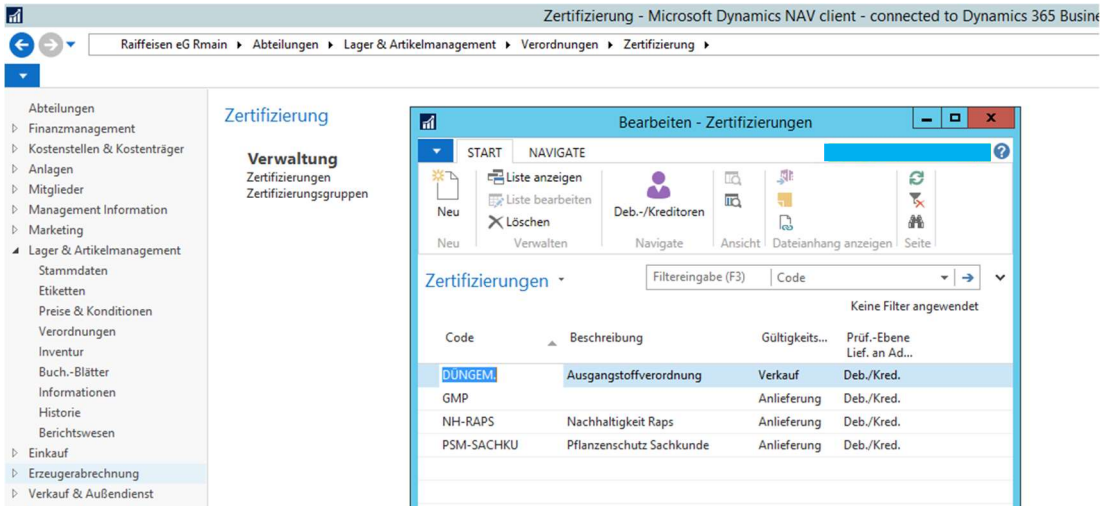 Zertifizierung - Microsoft Dynamics NAV client - connected to Dynamics 365 Busine
Raiffeisen eG Rmain Abteilungen Lager & Artikelmanagement Verordnungen Zertifizierung
Abteilungen
Finanzmanagement
Kostenstellen & Kostenträger
Anlagen
Mitglieder
Management Information
Marketing
Lager & Artikelmanagement
Stammdaten
Etiketten
Preise & Konditionen
Verordnungen
Inventur
Buch.-Blätter
Informationen
Historie
Berichtswesen
Einkauf
Erzeugerabrechnung
Verkauf & Außendienst
Zertifizierung
Verwaltung
Zertifizierungen
Zertifizierungsgruppen
Bearbeiten - Zertifizierungen
START NAVIGATE
Neu
Liste anzeigen
Liste bearbeiten
Löschen
Deb.-/Kreditoren
Neu Verwalten Navigate Ansicht Dateianhang anzeigen Seite
Zertifizierungen
Filtereingabe (F3) Code
Keine Filter angewendet
Code Beschreibung Gültigkeits... Prüf.-Ebene
Lief. an Ad...
DÜNGEM. Ausgangstoffverordnung Verkauf Deb./Kred.
GMP Anlieferung Deb./Kred.
NH-RAPS Nachhaltigkeit Raps Anlieferung Deb./Kred.
PSM-SACHKU Pflanzenschutz Sachkunde Anlieferung Deb./Kred.